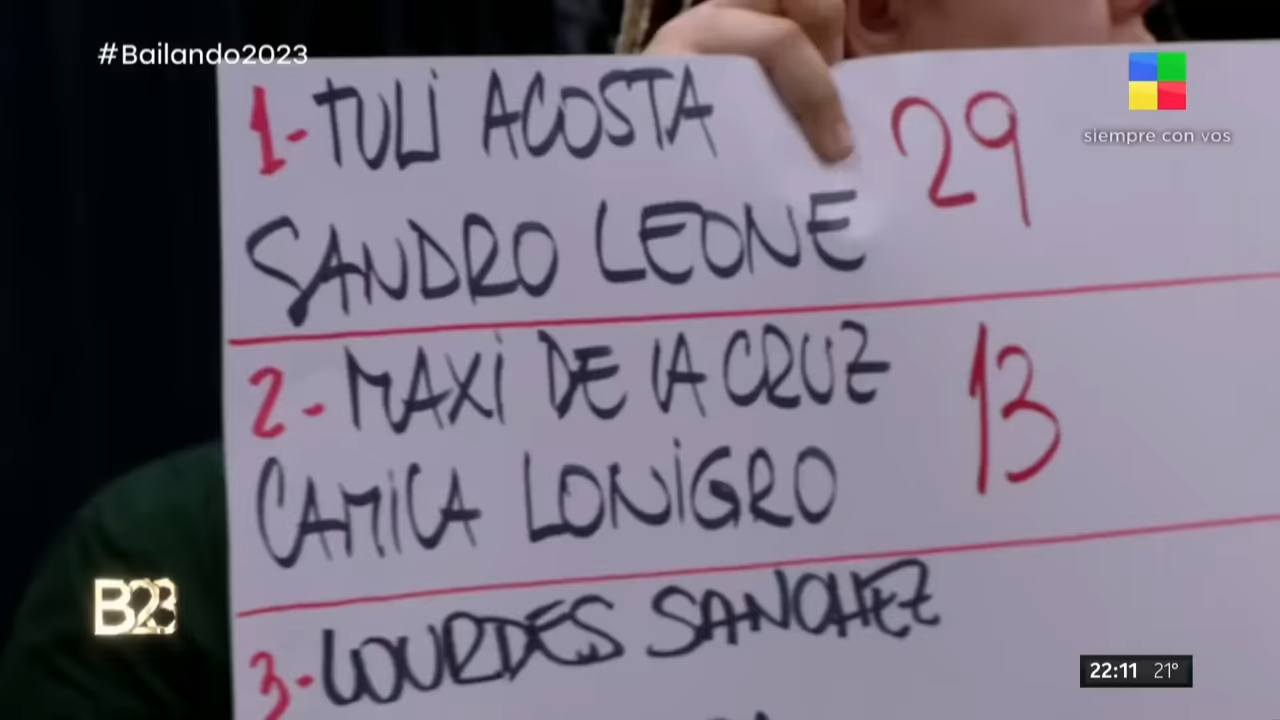 #Bailando2023
siempre con vos
1-TULI ACOSTA
29
SANDRO LEONE
2-MAXI DE LA CRUZ
13
CAMILA LONIGRO
3-LOURDES SANCHEZ
B23
22:11 21°